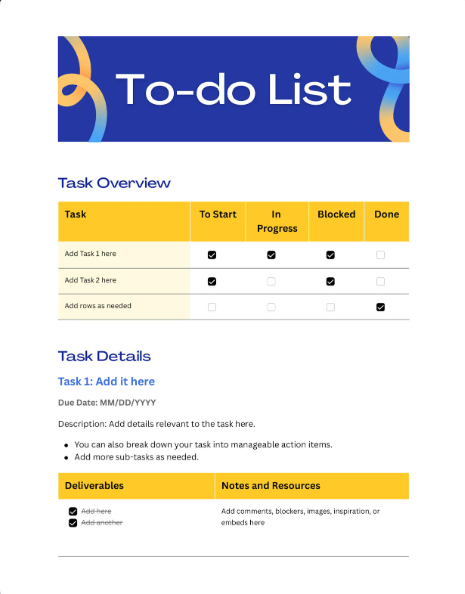 To-do List
Task Overview
Task To Start In Progress Blocked Done
Add Task 1 here
Add Task 2 here
Add rows as needed
Task Details
Task 1: Add it here
Due Date: MM/DD/YYYY
Description: Add details relevant to the task here.
You can also break down your task into manageable action items.
Add more sub-tasks as needed.
Deliverables Notes and Resources
Add here
Add another
Add comments, blockers, images, inspiration, or
embeds here